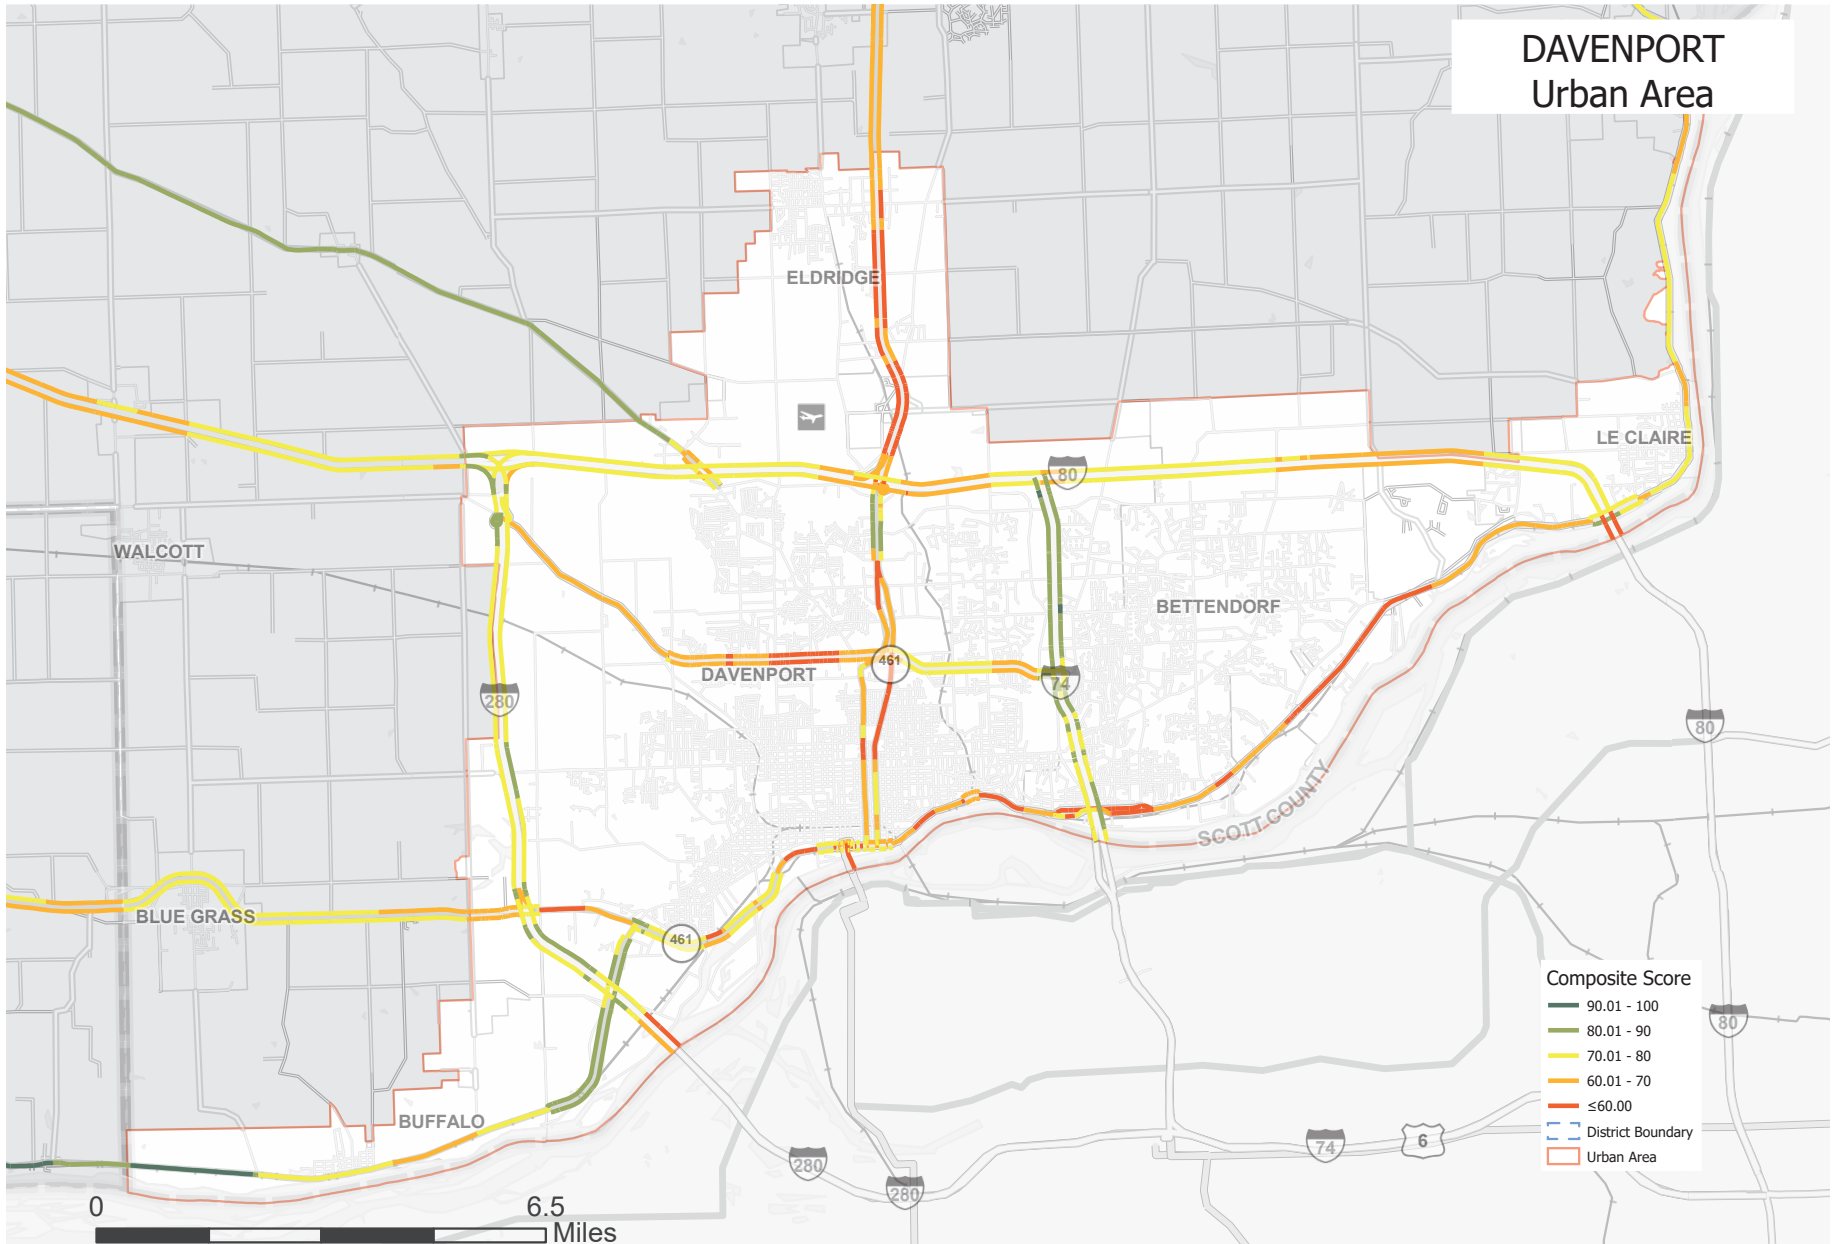 DAVENPORT
Urban Area
ELDRIDGE
LE CLAIRE
80
WALCOTT
BETTENDORF
461
DAVENPORT
74
280
80
SCOTT COUNTY
BLUE GRASS
461
Composite Score
90.01 - 100
80.01 - 90
70.01 - 80
60.01 - 70
≤60.00
District Boundary
Urban Area
80
BUFFALO
74
6
280
280
0
6.5
Miles